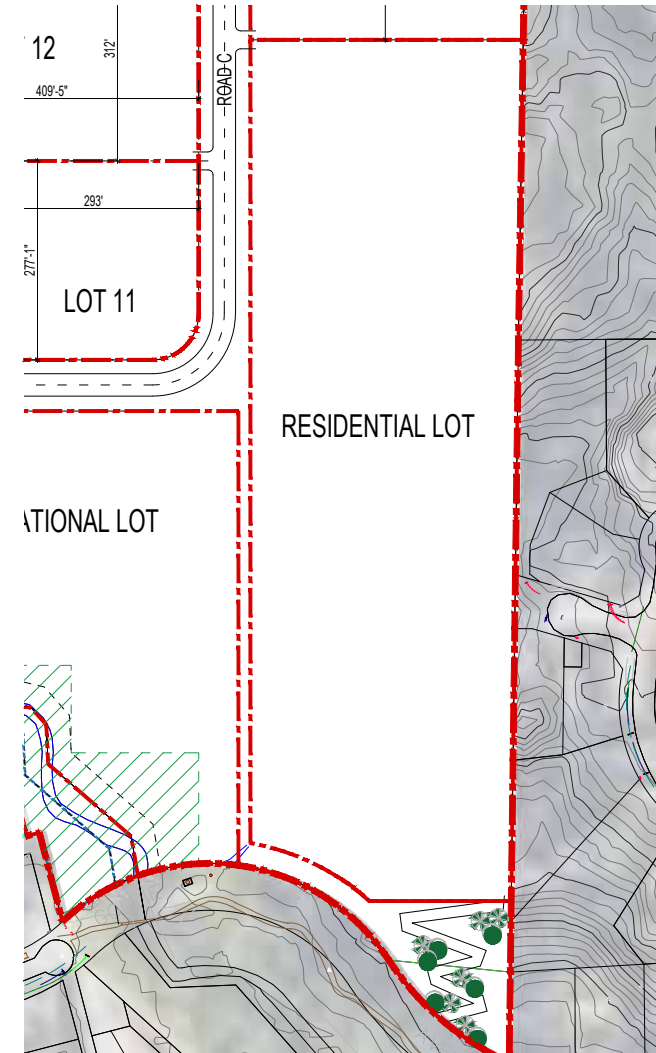 12
312'
409'-5"
ROAD C
293'
277'-1"
LOT 11
RESIDENTIAL LOT
ATIONAL LOT